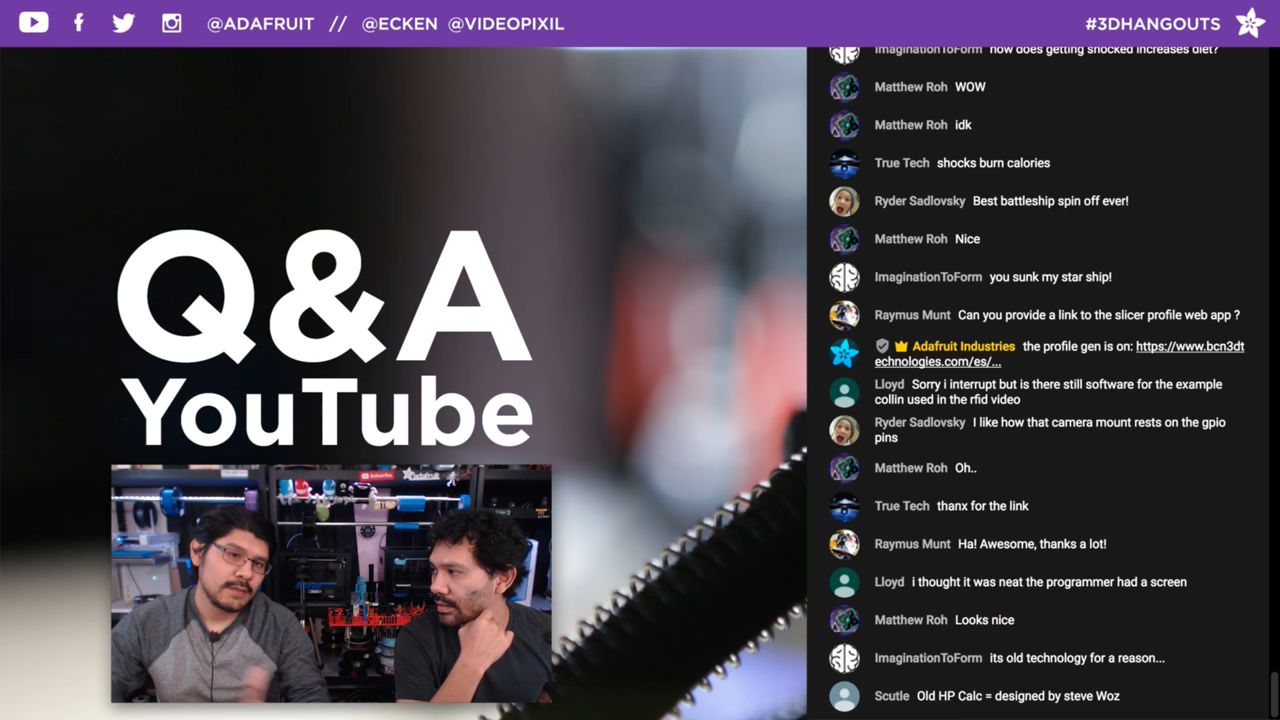 @ADAFRUIT // @ECKEN @VIDEOPIXIL
#3DHANGOUTS
Q&A
YouTube
Subscribe
adafruit
ImaginationToForm how does getting shocked increases diet?
Matthew Roh WOW
Matthew Roh idk
True Tech shocks burn calories
Ryder Sadlovsky Best battleship spin off ever!
Matthew Roh Nice
ImaginationToForm you sunk my star ship!
Raymus Munt Can you provide a link to the slicer profile web app ?
Adafruit Industries the profile gen is on: https://www.bcn3dt
echnologies.com/es/...
Lloyd Sorry i interrupt but is there still software for the example
collin used in the rfid video
Ryder Sadlovsky I like how that camera mount rests on the gpio
pins
Matthew Roh Oh..
True Tech thanx for the link
Raymus Munt Ha! Awesome, thanks a lot!
Lloyd i thought it was neat the programmer had a screen
Matthew Roh Looks nice
ImaginationToForm its old technology for a reason...
Scutle Old HP Calc = designed by steve Woz